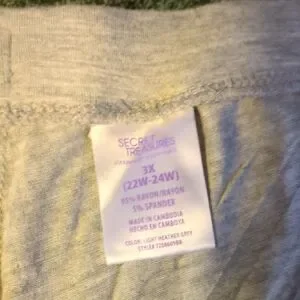 SECRET
TREASURES
3X
(22W-24W)
95% RAYON/RAYON
5% SPANDEX
MADE IN CAMBODIA
HECHO EN CAMBOYA
COLOR: LIGHT HEATHER GREY